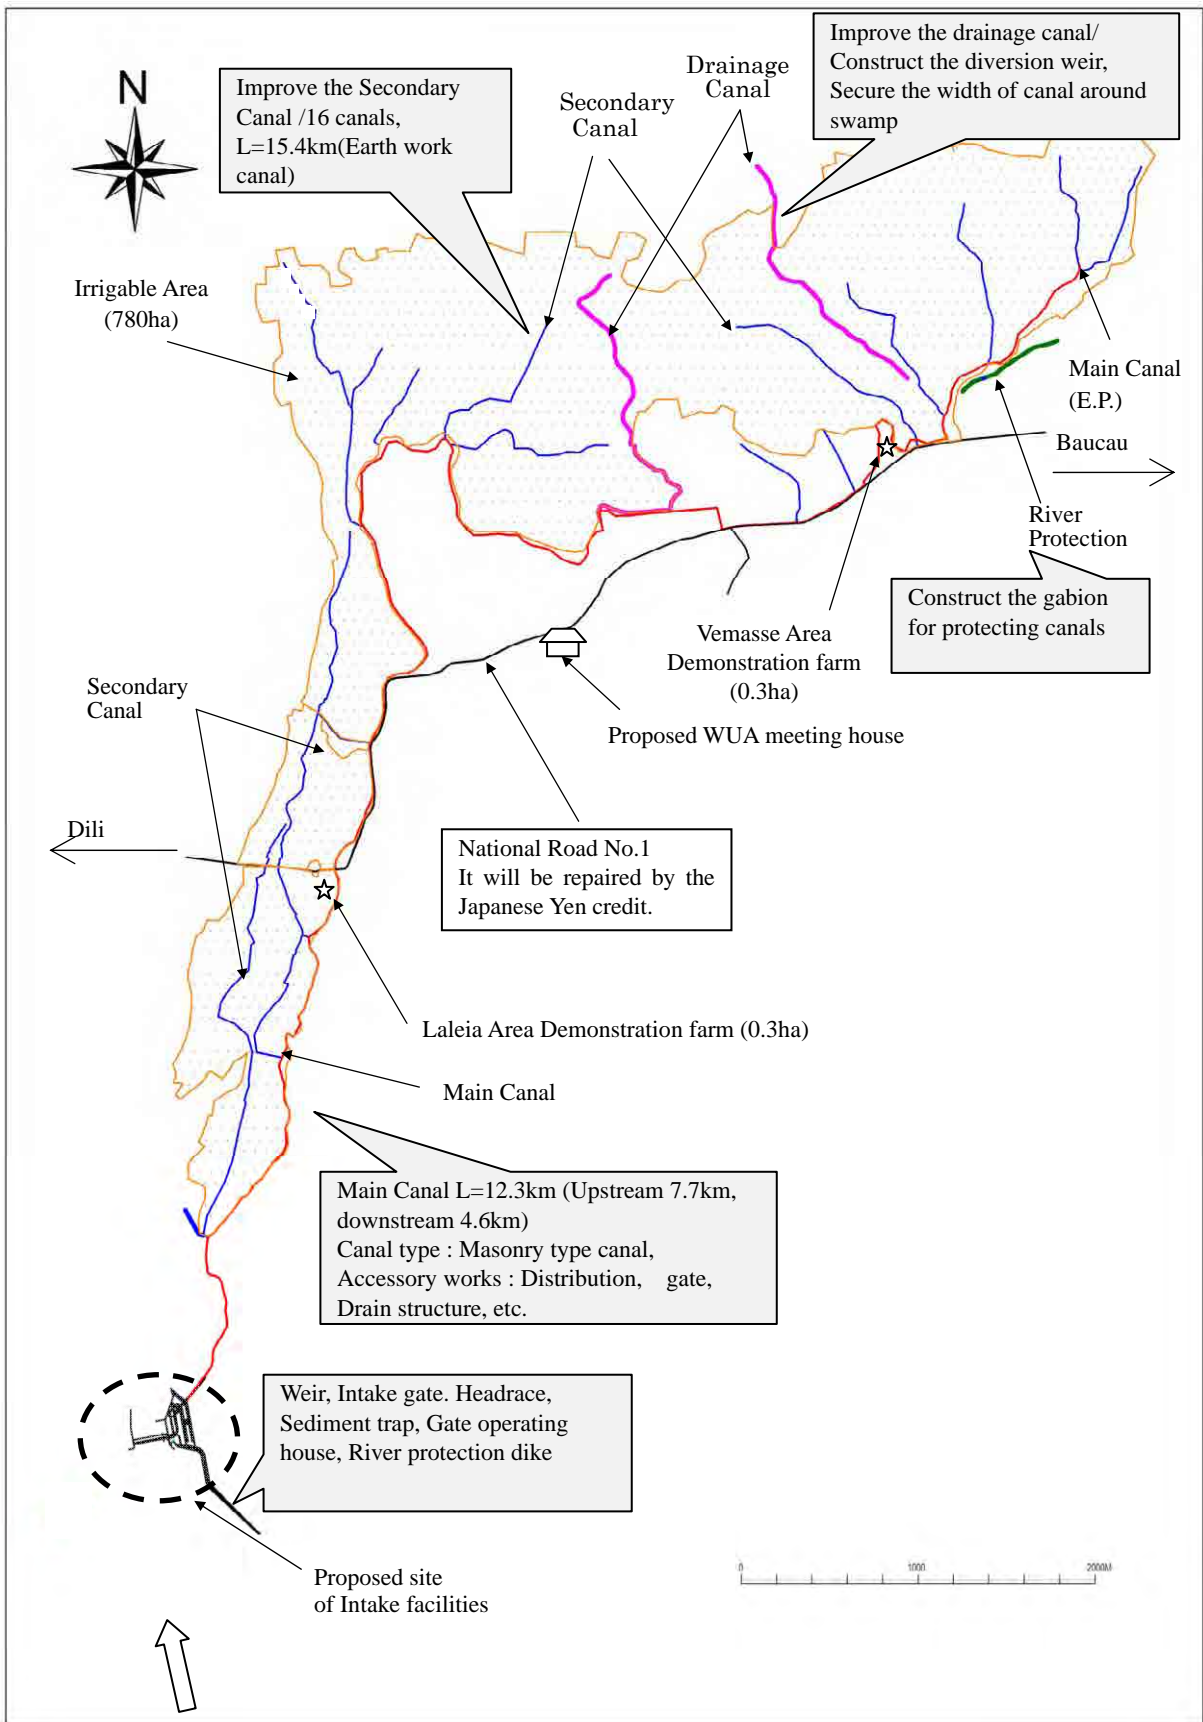 Improve the drainage canal/
Construct the diversion weir,
Secure the width of canal around
swamp
N
Improve the Secondary
Canal /16 canals,
L=15.4km(Earth work
canal)
Secondary
Canal
Drainage
Canal
Irrigable Area
(780ha)
Main Canal
(E.P.)
Baucau
River
Protection
Construct the gabion
for protecting canals
Vemasse Area
Demonstration farm
(0.3ha)
Proposed WUA meeting house
Secondary
Canal
Dili
National Road No.1
It will be repaired by the
Japanese Yen credit.
Laleia Area Demonstration farm (0.3ha)
Main Canal
Main Canal L=12.3km (Upstream 7.7km,
downstream 4.6km)
Canal type : Masonry type canal,
Accessory works : Distribution, gate,
Drain structure, etc.
Weir, Intake gate. Headrace,
Sediment trap, Gate operating
house, River protection dike
Proposed site
of Intake facilities
0 1000 2000M